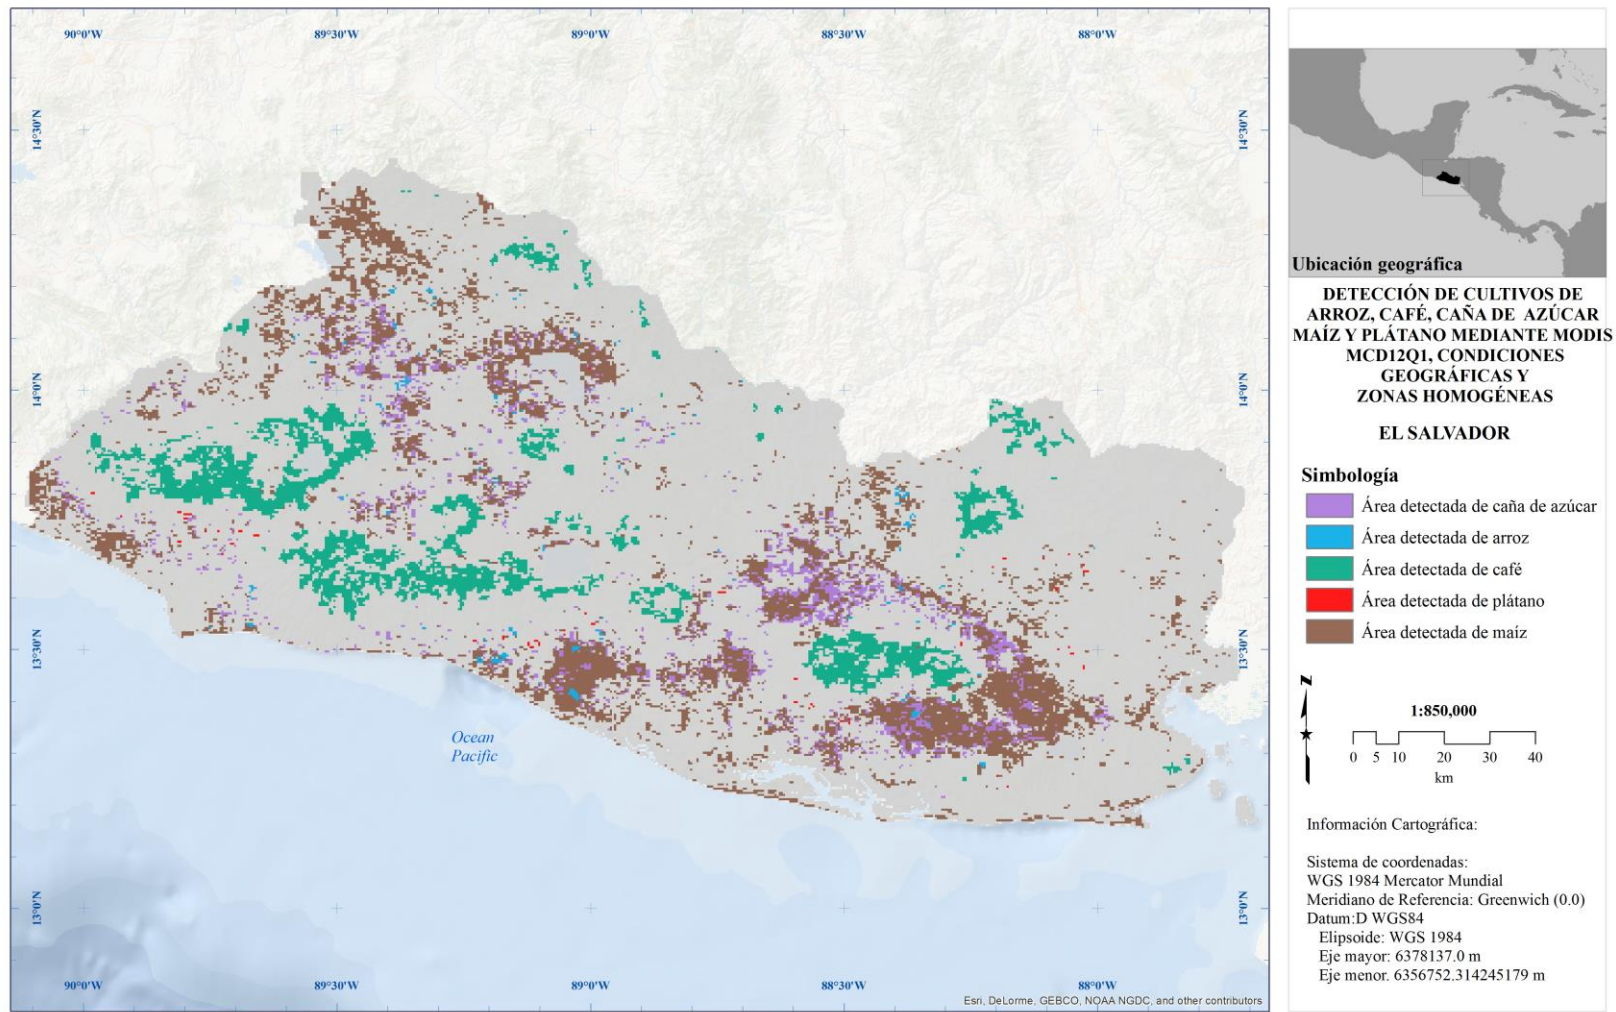 90°0'W 89°30'W 89°0'W 88°30'W 88°0'W
14°30'N 14°30'N
14°0'N 14°0'N
13°30'N 13°30'N
13°0'N 13°0'N
Ocean
Pacific
90°0'W 89°30'W 89°0'W 88°30'W 88°0'W
Esri, DeLorme, GEBCO, NOAA NGDC, and other contributors
Ubicación geográfica
DETECCIÓN DE CULTIVOS DE
ARROZ, CAFÉ, CAÑA DE AZÚCAR
MAÍZ Y PLÁTANO MEDIANTE MODIS
MCD12Q1, CONDICIONES
GEOGRÁFICAS Y
ZONAS HOMOGÉNEAS
EL SALVADOR
Simbología
Área detectada de caña de azúcar
Área detectada de arroz
Área detectada de café
Área detectada de plátano
Área detectada de maíz
N
1:850,000
0 5 10 20 30 40
km
Información Cartográfica:
Sistema de coordenadas:
WGS 1984 Mercator Mundial
Meridiano de Referencia: Greenwich (0.0)
Datum:D WGS84
Elipsoide: WGS 1984
Eje mayor: 6378137.0 m
Eje menor. 6356752.314245179 m